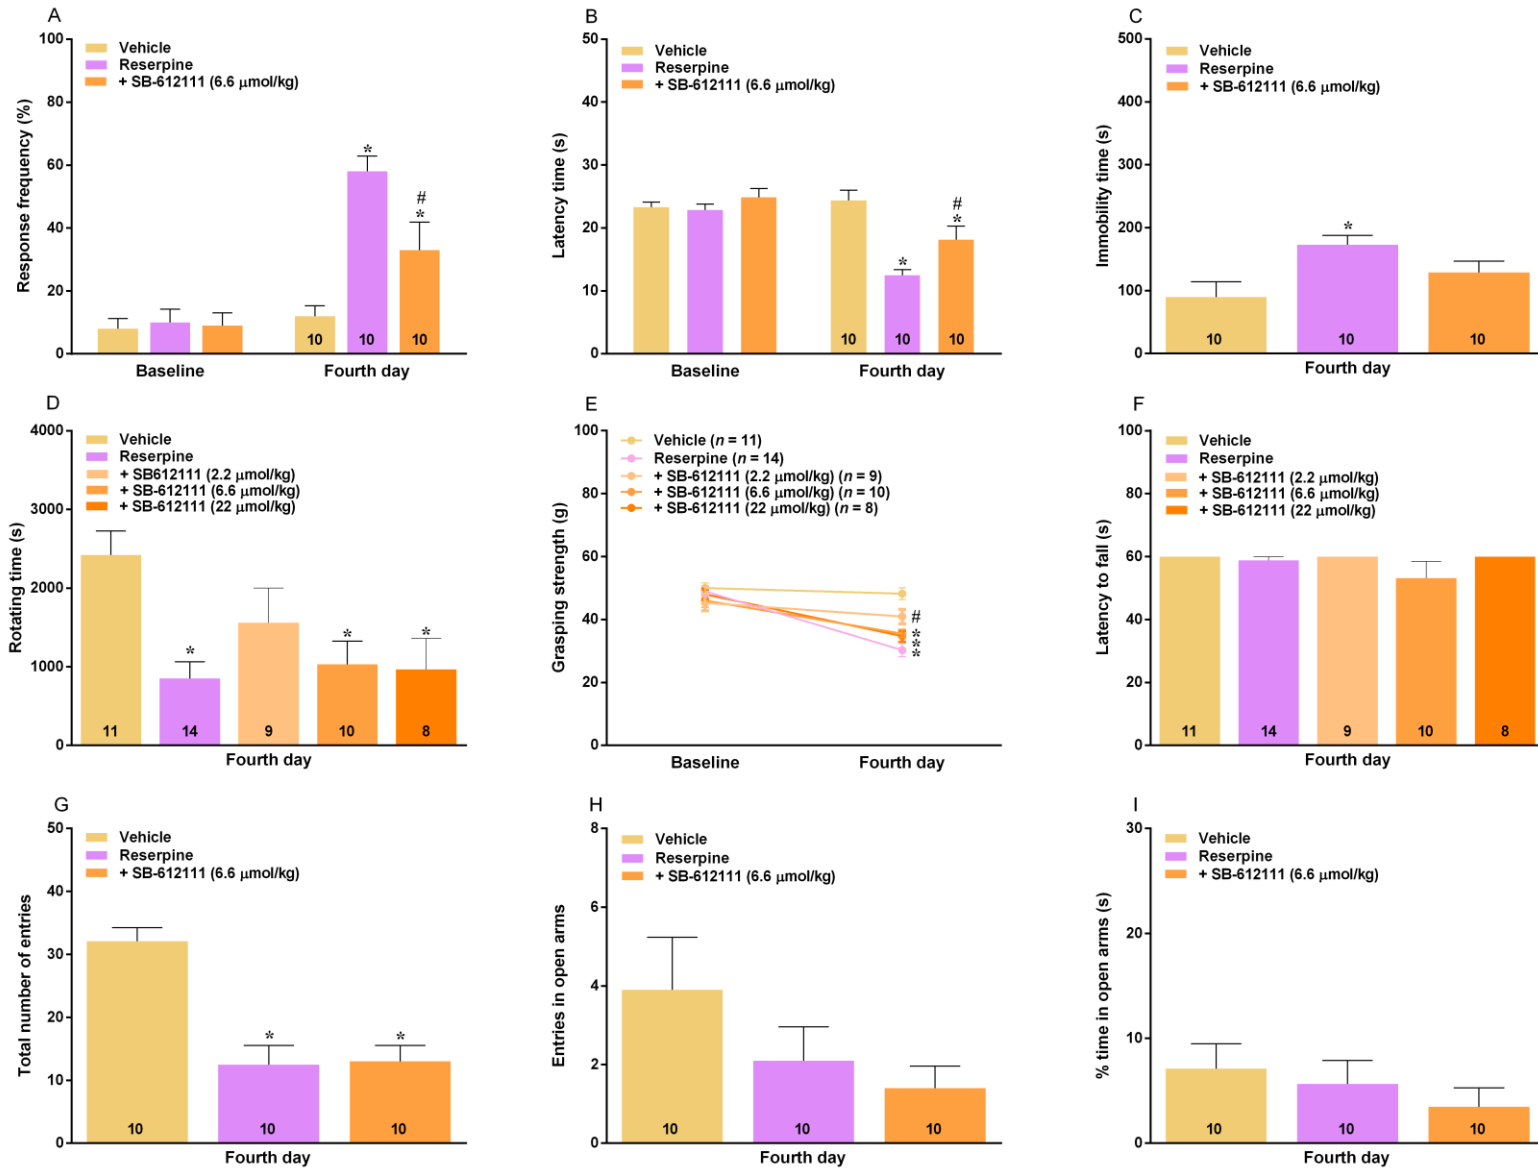 A
Response frequency (%)
100
80
60
40
20
0
Vehicle
Reserpine
+ SB-612111 (6.6 μmol/kg)
*
#
*
10
10
10
Baseline
Fourth day
B
Latency time (s)
50
40
30
20
10
0
Vehicle
Reserpine
+ SB-612111 (6.6 μmol/kg)
*
#
*
10
10
10
Baseline
Fourth day
C
Immobility time (s)
500
400
300
200
100
0
Vehicle
Reserpine
+ SB-612111 (6.6 μmol/kg)
*
10
10
10
Fourth day
D
Rotating time (s)
4000
3000
2000
1000
0
Vehicle
Reserpine
+ SB612111 (2.2 μmol/kg)
+ SB-612111 (6.6 μmol/kg)
+ SB-612111 (22 μmol/kg)
*
*
*
11
14
9
10
8
Fourth day
E
Grasping strength (g)
100
80
60
40
20
0
Vehicle (n = 11)
Reserpine (n = 14)
+ SB-612111 (2.2 μmol/kg) (n = 9)
+ SB-612111 (6.6 μmol/kg) (n = 10)
+ SB-612111 (22 μmol/kg) (n = 8)
#
*
*
*
Baseline
Fourth day
F
Latency to fall (s)
100
80
60
40
20
0
Vehicle
Reserpine
+ SB-612111 (2.2 μmol/kg)
+ SB-612111 (6.6 μmol/kg)
+ SB-612111 (22 μmol/kg)
11
14
9
10
8
Fourth day
G
Total number of entries
50
40
30
20
10
0
Vehicle
Reserpine
+ SB-612111 (6.6 μmol/kg)
*
*
10
10
10
Fourth day
H
Entries in open arms
8
6
4
2
0
Vehicle
Reserpine
+ SB-612111 (6.6 μmol/kg)
10
10
10
Fourth day
I
% time in open arms (s)
30
20
10
0
Vehicle
Reserpine
+ SB-612111 (6.6 μmol/kg)
10
10
10
Fourth day